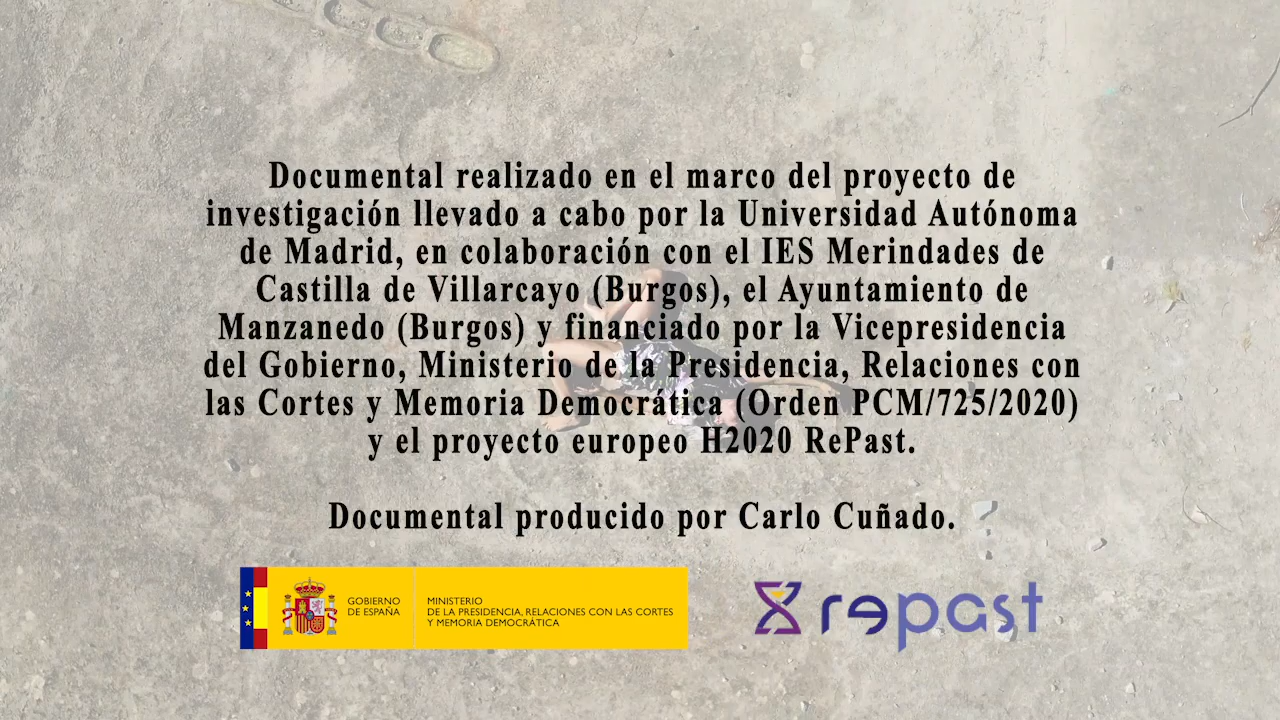 Documental realizado en el marco del proyecto de
investigación llevado a cabo por la Universidad Autónoma
de Madrid, en colaboración con el IES Merindades de
Castilla de Villarcayo (Burgos), el Ayuntamiento de
Manzanedo (Burgos) y financiado por la Vicepresidencia
del Gobierno, Ministerio de la Presidencia, Relaciones con
las Cortes y Memoria Democrática (Orden PCM/725/2020)
y el proyecto europeo H2020 RePast.
Documental producido por Carlo Cuñado.
GOBIERNO
DE ESPAÑA
MINISTERIO
DE LA PRESIDENCIA, RELACIONES CON LAS CORTES
Y MEMORIA DEMOCRÁTICA
repast